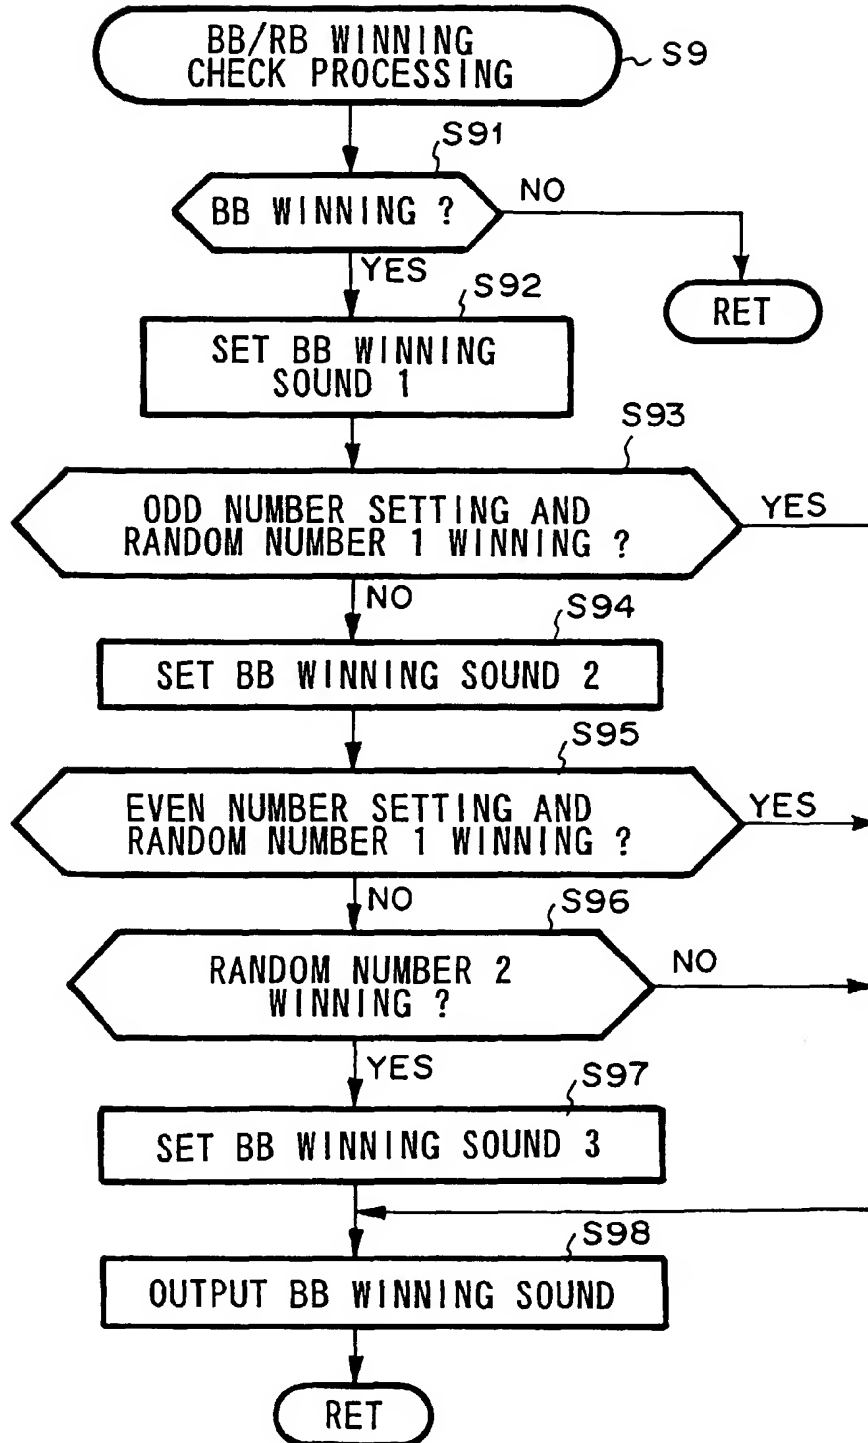 BB/RB WINNING
CHECK PROCESSING
S9
S91
BB WINNING ?
NO
YES
RET
S92
SET BB WINNING
SOUND 1
S93
ODD NUMBER SETTING AND
RANDOM NUMBER 1 WINNING ?
YES
NO
S94
SET BB WINNING SOUND 2
S95
EVEN NUMBER SETTING AND
RANDOM NUMBER 1 WINNING ?
YES
NO
S96
RANDOM NUMBER 2
WINNING ?
NO
YES
S97
SET BB WINNING SOUND 3
S98
OUTPUT BB WINNING SOUND
RET